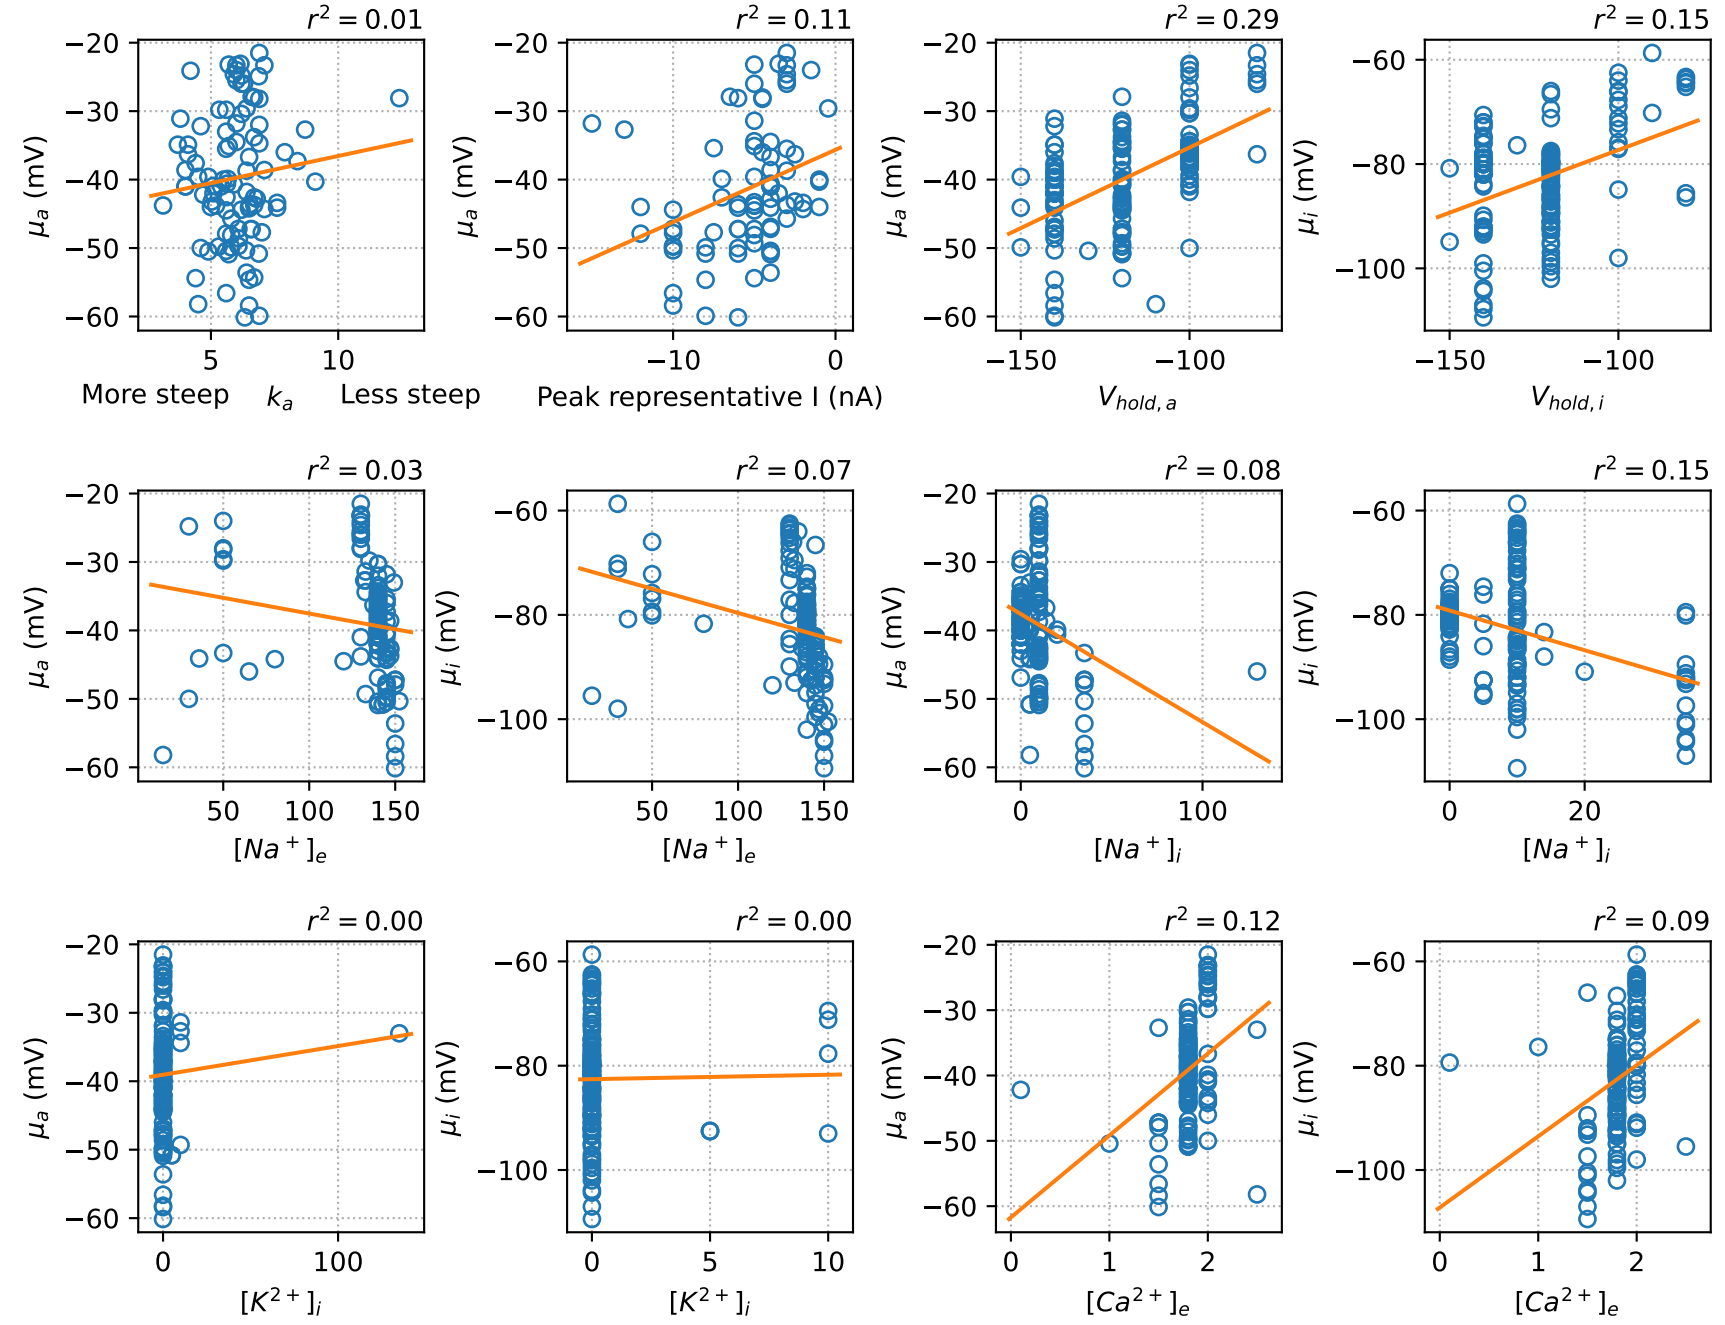 r² = 0.01 r² = 0.11 r² = 0.29 r² = 0.15
−20 −20 −20 −60
−30 −30 −30
−40 −40 −40 −80
−50 −50 −50 −100
−60 −60 −60
μa (mV) μa (mV) μa (mV) μi (mV)
5 10 −10 0 −150 −100 −150 −100
More steep ka Less steep Peak representative I (nA) Vhold, a Vhold, i
r² = 0.03 r² = 0.07 r² = 0.08 r² = 0.15
−20 −60 −20 −60
−30 −30
−40 −80 −40 −80
−50 −100 −50 −100
−60 −60
μa (mV) μi (mV) μa (mV) μi (mV)
50 100 150 50 100 150 0 100 0 20
[Na⁺]e [Na⁺]e [Na⁺]i [Na⁺]i
r² = 0.00 r² = 0.00 r² = 0.12 r² = 0.09
−20 −60 −20 −60
−30 −30
−40 −80 −40 −80
−50 −100 −50 −100
−60 −60
μa (mV) μi (mV) μa (mV) μi (mV)
0 100 0 5 10 0 1 2 0 1 2
[K²⁺]i [K²⁺]i [Ca²⁺]e [Ca²⁺]e